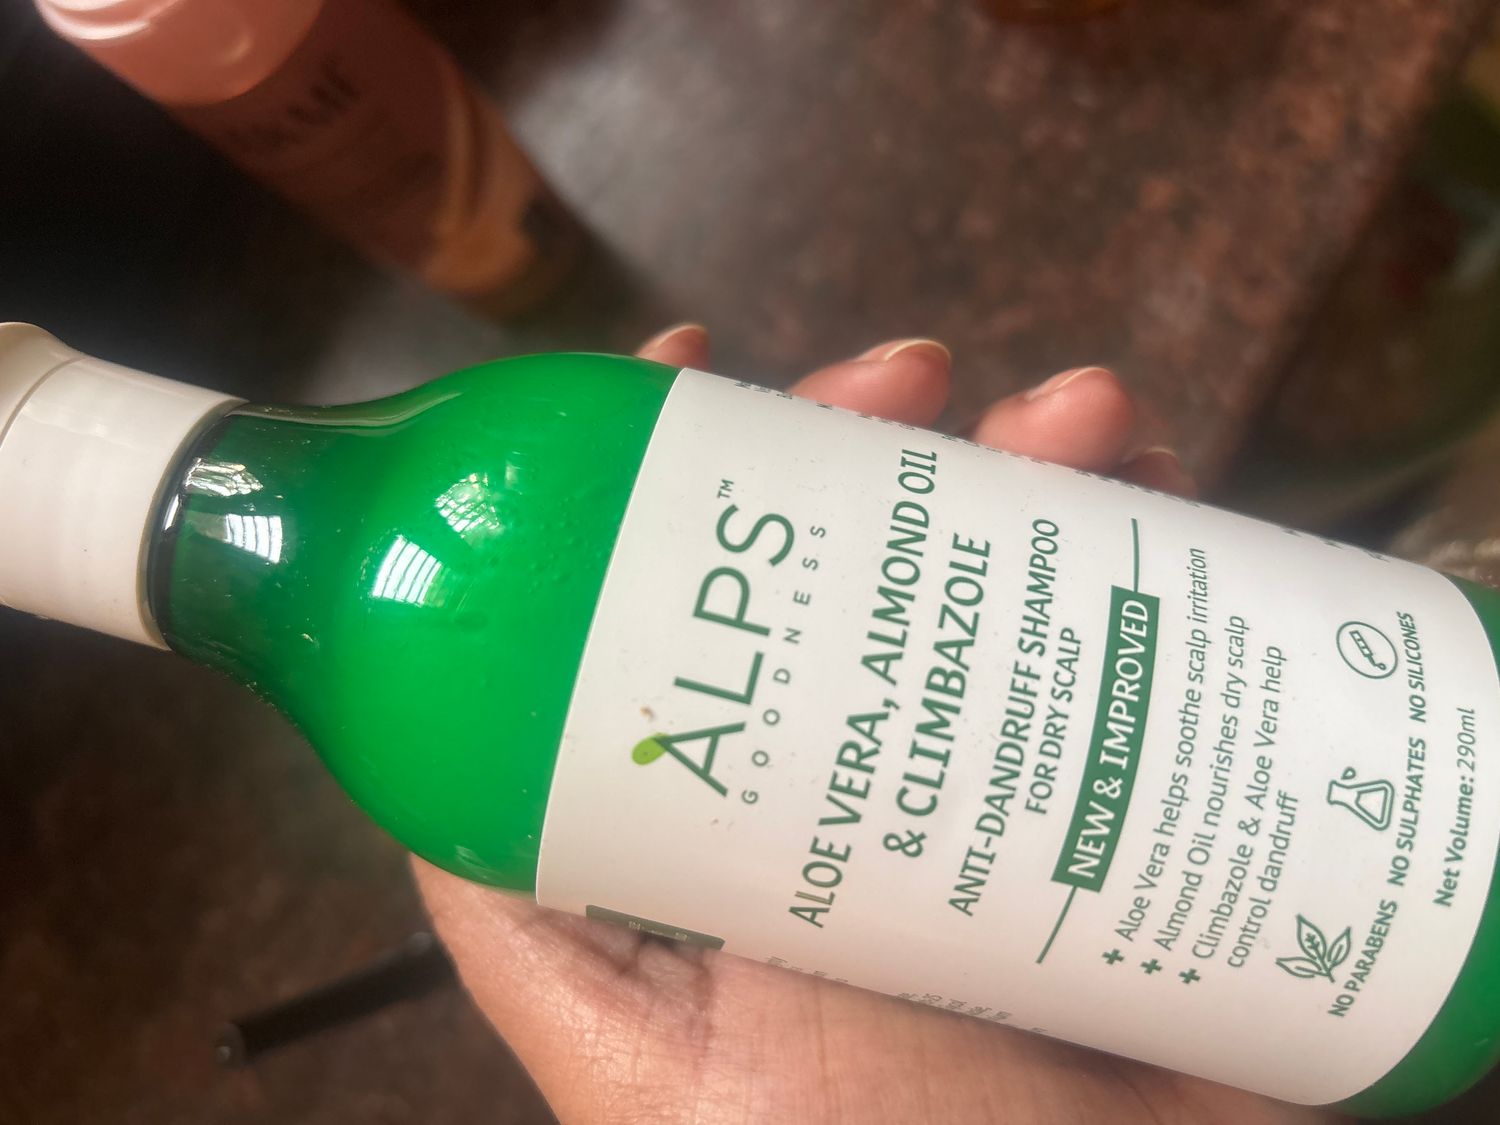 ALPS™
GOODNESS
ALOE VERA, ALMOND OIL
& CLIMBAZOLE
ANTI-DANDRUFF SHAMPOO
FOR DRY SCALP
NEW & IMPROVED
+ Aloe Vera helps soothe scalp irritation
+ Almond Oil nourishes dry scalp
+ Climbazole & Aloe Vera help
control dandruff
NO PARABENS NO SULPHATES NO SILICONES
Net Volume: 290ml